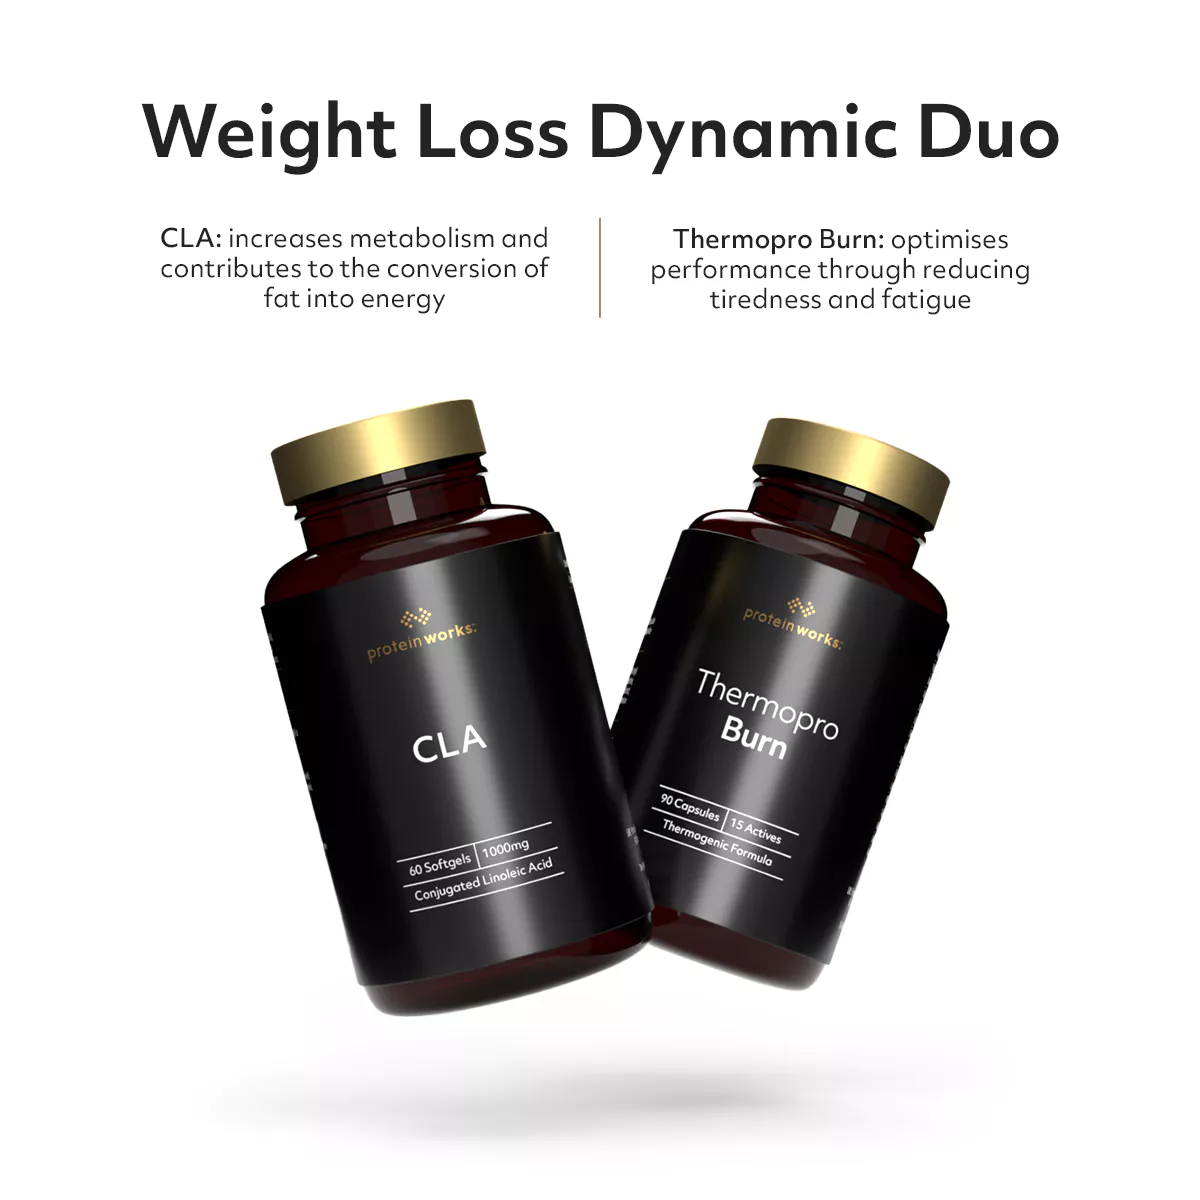 Weight Loss Dynamic Duo
CLA: increases metabolism and
contributes to the conversion of
fat into energy
Thermopro Burn: optimises
performance through reducing
tiredness and fatigue
protein works:
CLA
60 Softgels | 1000mg
Conjugated Linoleic Acid
protein works:
Thermopro
Burn
90 Capsules | 15 Actives
Thermogenic Formula